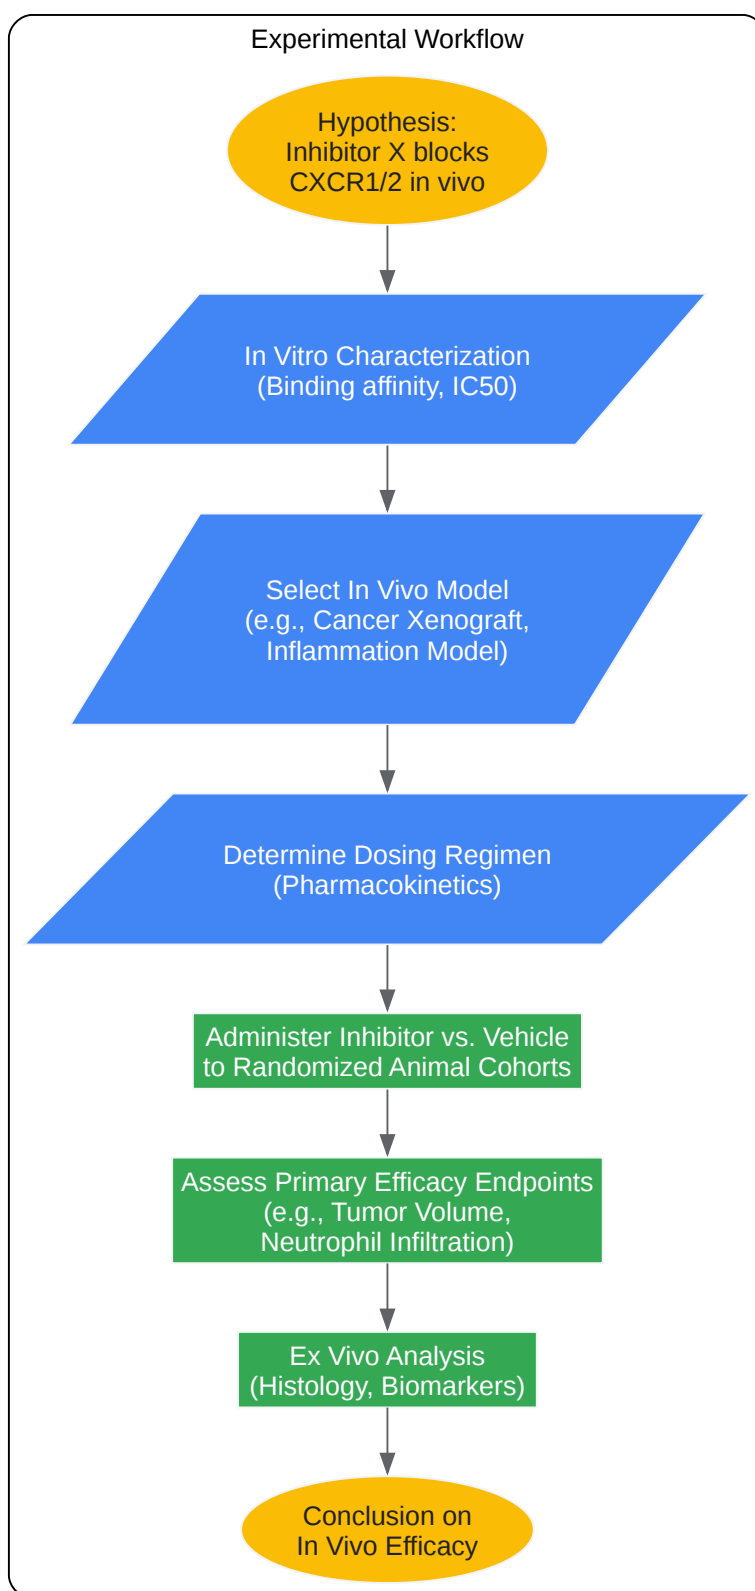 Experimental Workflow
Hypothesis:
Inhibitor X blocks
CXCR1/2 in vivo
In Vitro Characterization
(Binding affinity, IC50)
Select In Vivo Model
(e.g., Cancer Xenograft,
Inflammation Model)
Determine Dosing Regimen
(Pharmacokinetics)
Administer Inhibitor vs. Vehicle
to Randomized Animal Cohorts
Assess Primary Efficacy Endpoints
(e.g., Tumor Volume,
Neutrophil Infiltration)
Ex Vivo Analysis
(Histology, Biomarkers)
Conclusion on
In Vivo Efficacy